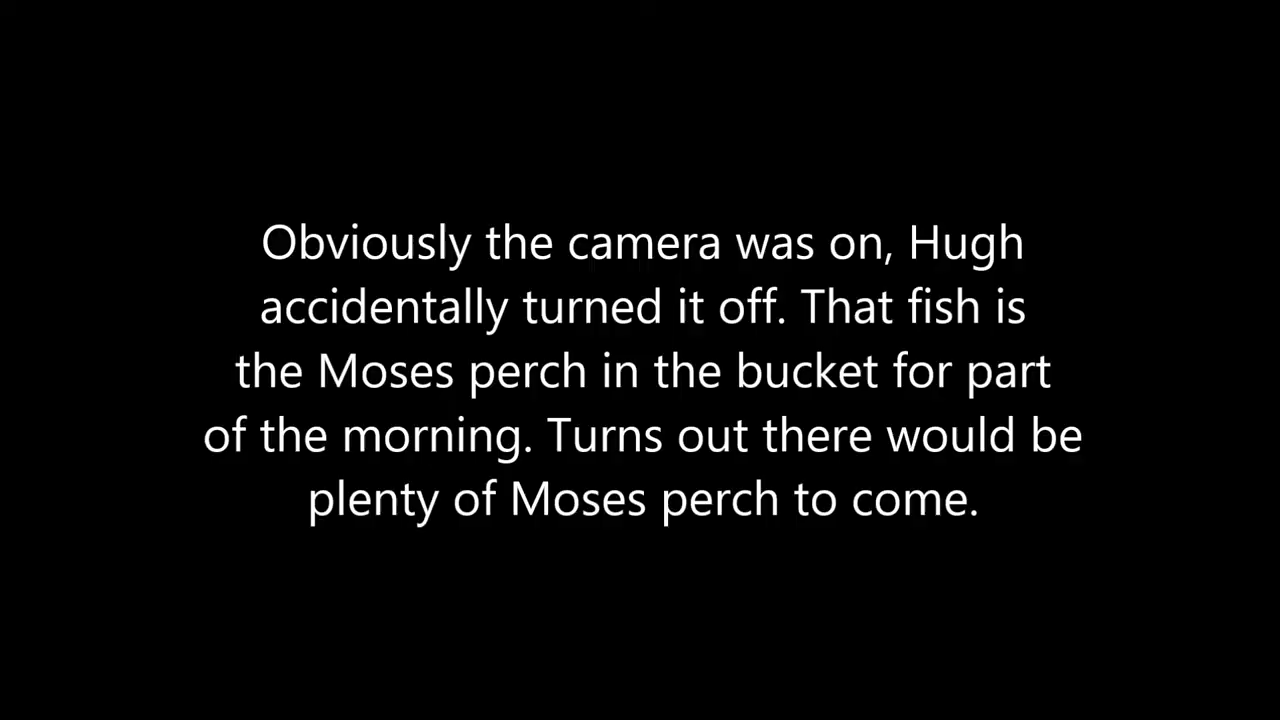 Obviously the camera was on, Hugh
accidentally turned it off. That fish is
the Moses perch in the bucket for part
of the morning. Turns out there would be
plenty of Moses perch to come.